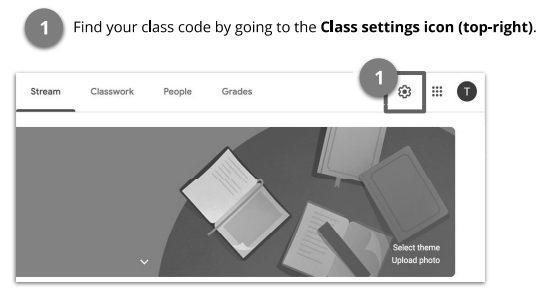 1 Find your class code by going to the Class settings icon (top-right).
1
Stream Classwork People Grades
T
Select theme
Upload photo